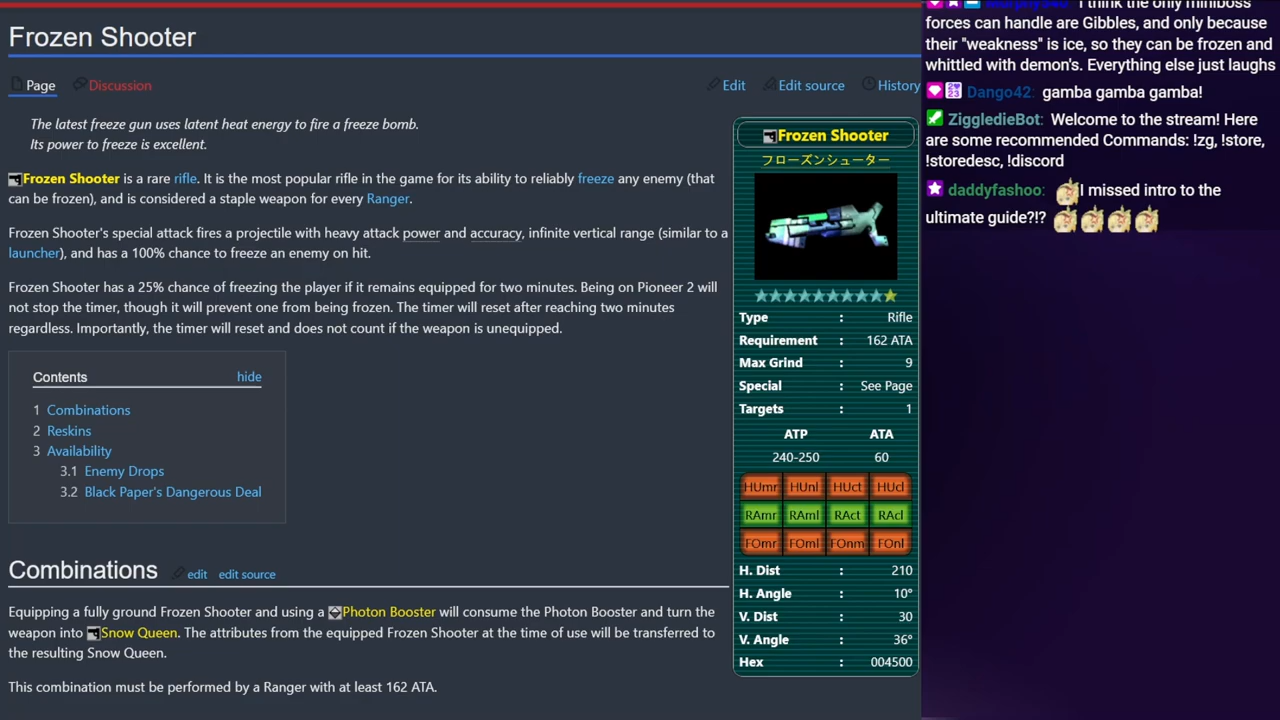 Frozen Shooter
Page
Discussion
Edit
Edit source
History
The latest freeze gun uses latent heat energy to fire a freeze bomb.
Its power to freeze is excellent.
Frozen Shooter is a rare rifle. It is the most popular rifle in the game for its ability to reliably freeze any enemy (that
can be frozen), and is considered a staple weapon for every Ranger.
Frozen Shooter's special attack fires a projectile with heavy attack power and accuracy, infinite vertical range (similar to a
launcher), and has a 100% chance to freeze an enemy on hit.
Frozen Shooter has a 25% chance of freezing the player if it remains equipped for two minutes. Being on Pioneer 2 will
not stop the timer, though it will prevent one from being frozen. The timer will reset after reaching two minutes
regardless. Importantly, the timer will reset and does not count if the weapon is unequipped.
Contents hide
1 Combinations
2 Reskins
3 Availability
3.1 Enemy Drops
3.2 Black Paper's Dangerous Deal
Combinations edit edit source
Equipping a fully ground Frozen Shooter and using a Photon Booster will consume the Photon Booster and turn the
weapon into Snow Queen. The attributes from the equipped Frozen Shooter at the time of use will be transferred to
the resulting Snow Queen.
This combination must be performed by a Ranger with at least 162 ATA.
Frozen Shooter
フローズンシューター
Type : Rifle
Requirement : 162 ATA
Max Grind : 9
Special : See Page
Targets : 1
ATP ATA
240-250 60
HUmr HUnl HUct HUcl
RAmr RAml RAct RAcl
FOmr FOml FOnm FOnl
H. Dist : 210
H. Angle : 10°
V. Dist : 30
V. Angle : 36°
Hex : 004500
I think the only miniboss
forces can handle are Gibbles, and only because
their "weakness" is ice, so they can be frozen and
whittled with demon's. Everything else just laughs
Dango42: gamba gamba gamba!
ZiggledieBot: Welcome to the stream! Here
are some recommended Commands: !zg, !store,
!storedesc, !discord
daddyfashoo: I missed intro to the
ultimate guide?!?